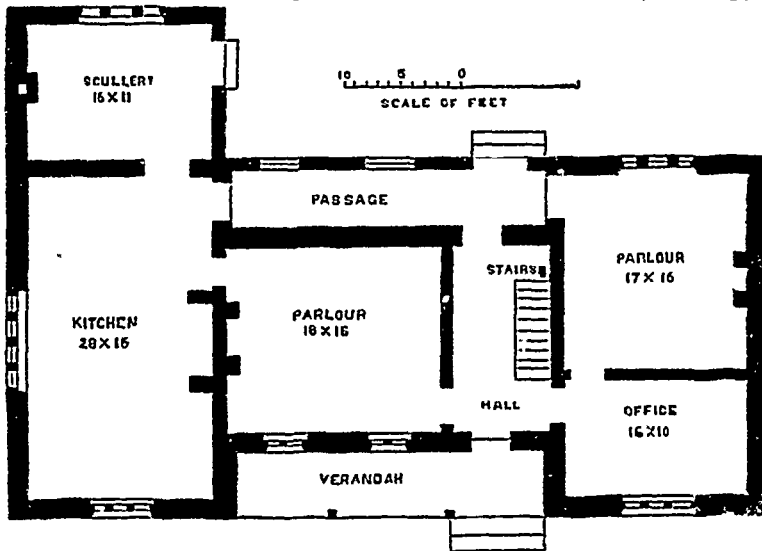 SCULLERY
16 X 11
10 5 0
SCALE OF FEET
PASSAGE
STAIRS
PARLOUR
17 X 16
KITCHEN
28 X 16
PARLOUR
18 X 16
HALL
OFFICE
16 X 10
VERANDAH